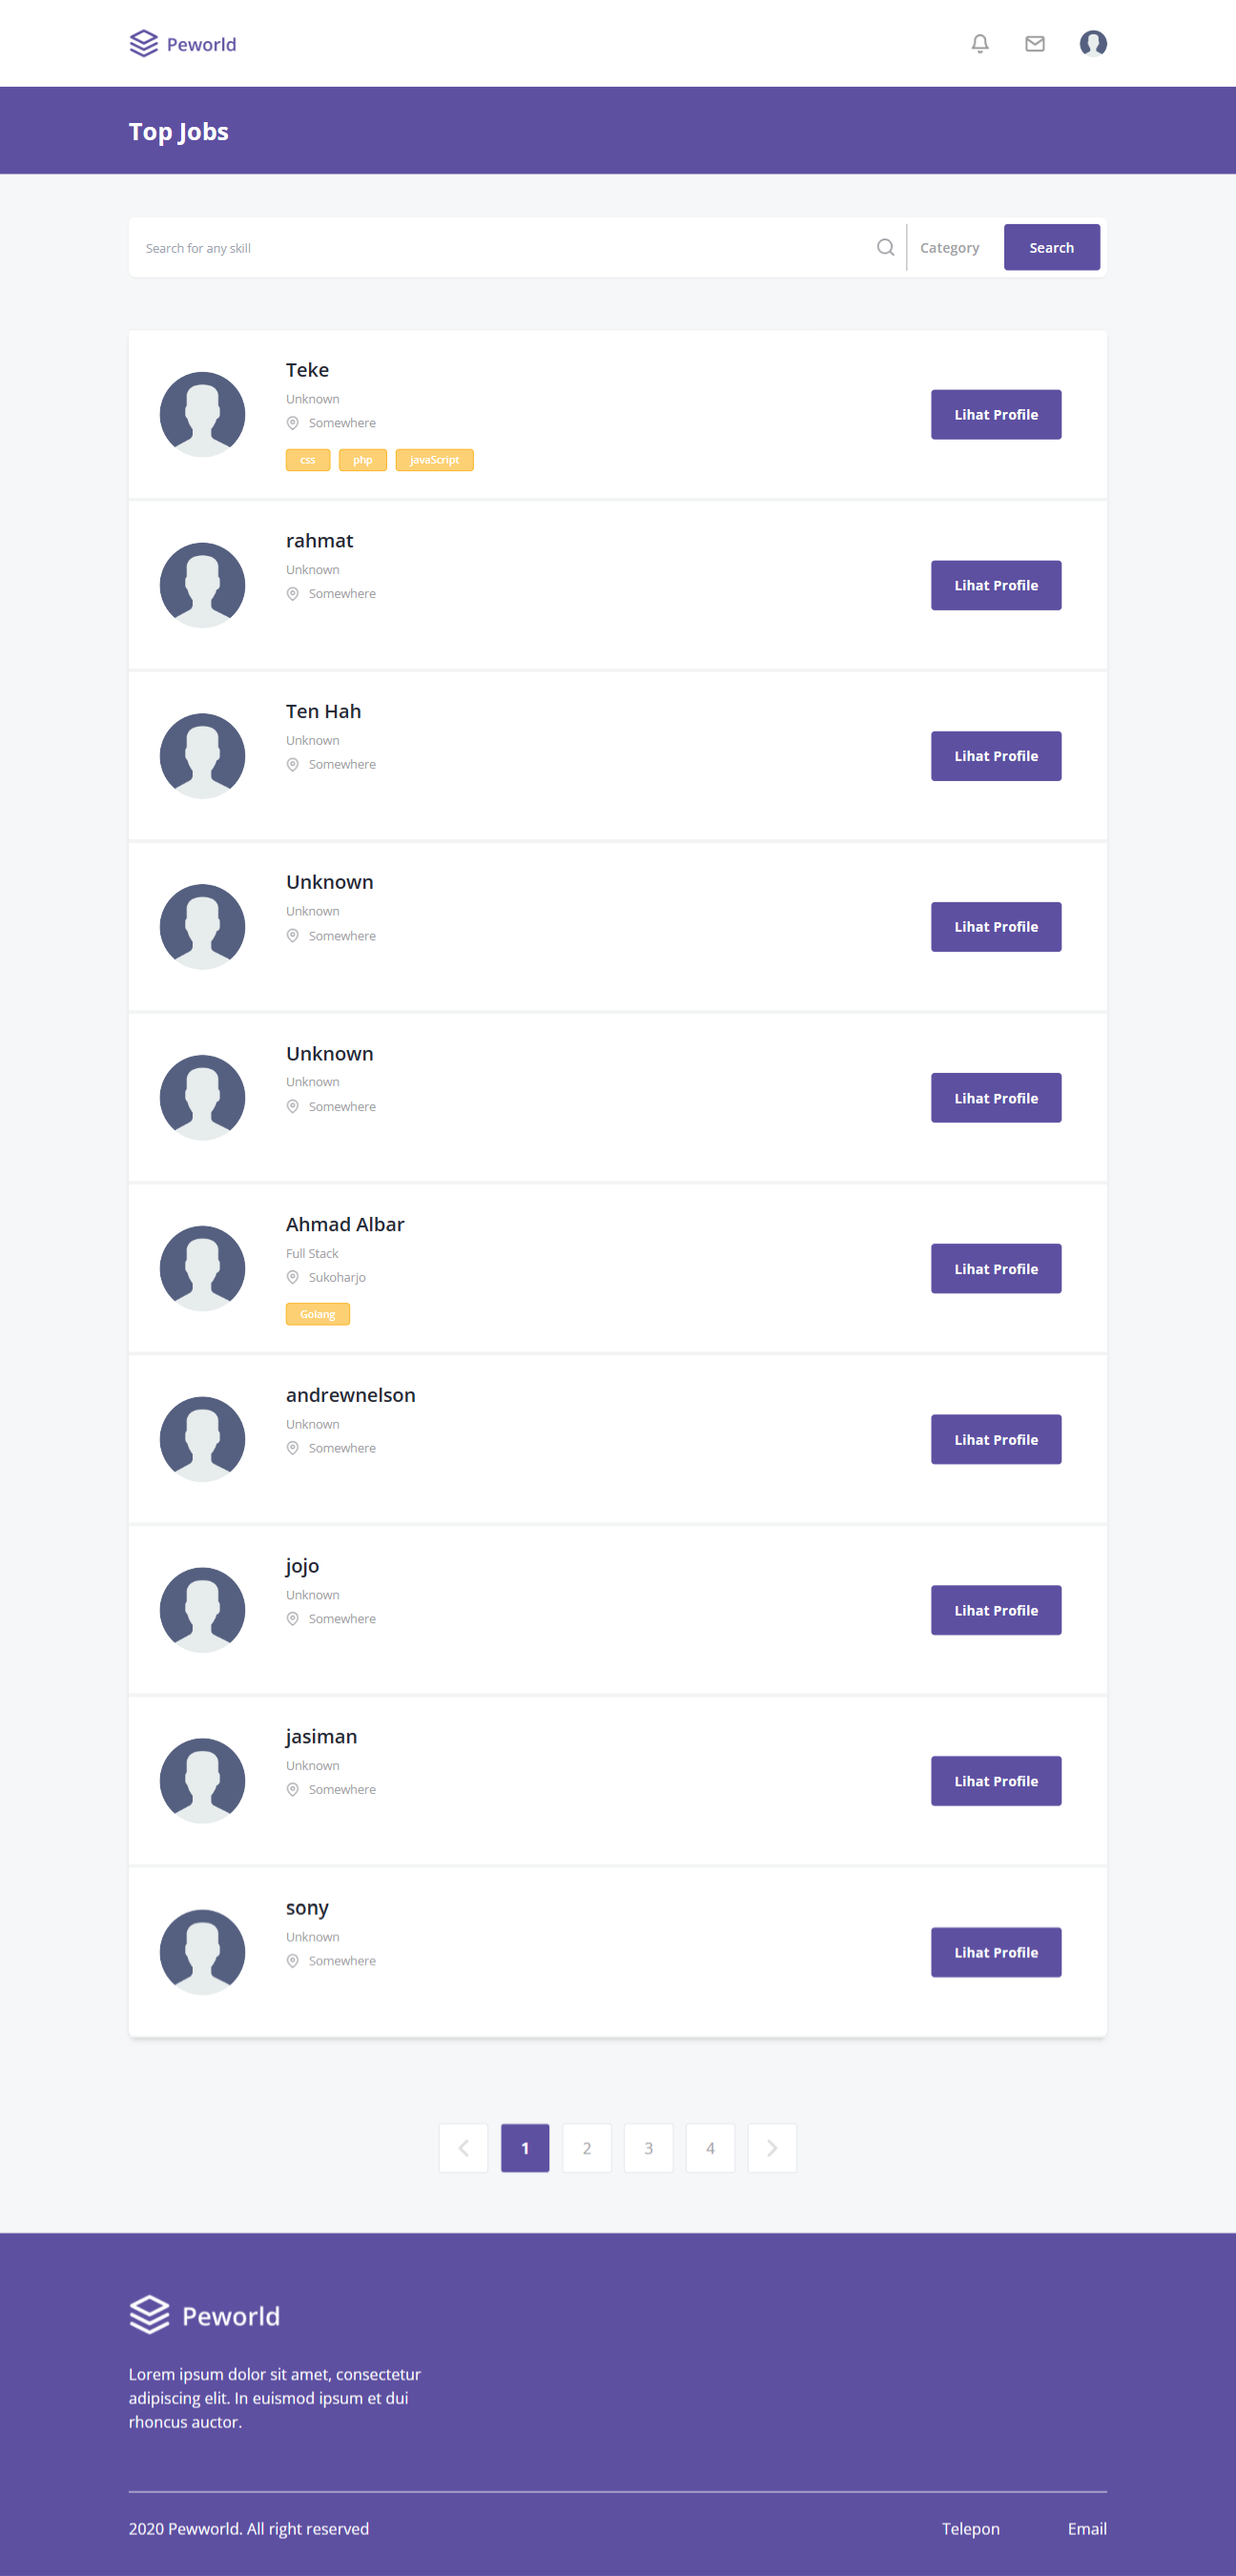 Peworld
Top Jobs
Search for any skill Category Search
Teke
Unknown
Somewhere
css php javaScript
Lihat Profile
rahmat
Unknown
Somewhere
Lihat Profile
Ten Hah
Unknown
Somewhere
Lihat Profile
Unknown
Unknown
Somewhere
Lihat Profile
Unknown
Unknown
Somewhere
Lihat Profile
Ahmad Albar
Full Stack
Sukoharjo
Golang
Lihat Profile
andrewnelson
Unknown
Somewhere
Lihat Profile
jojo
Unknown
Somewhere
Lihat Profile
jasiman
Unknown
Somewhere
Lihat Profile
sony
Unknown
Somewhere
Lihat Profile
1 2 3 4
Peworld
Lorem ipsum dolor sit amet, consectetur
adipiscing elit. In euismod ipsum et dui
rhoncus auctor.
2020 Pewworld. All right reserved Telepon Email